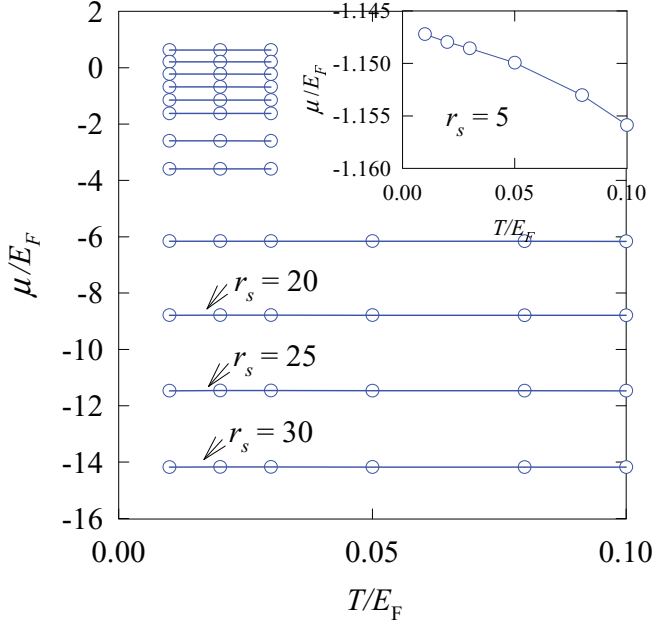 2
0
-2
-4
-6
-8
-10
-12
-14
-16
μ/E_F
0.00 0.05 0.10
T/E_F
r_s = 20
r_s = 25
r_s = 30
-1.145
-1.150
-1.155
-1.160
μ/E_F
r_s = 5
0.00 0.05 0.10
T/E_F